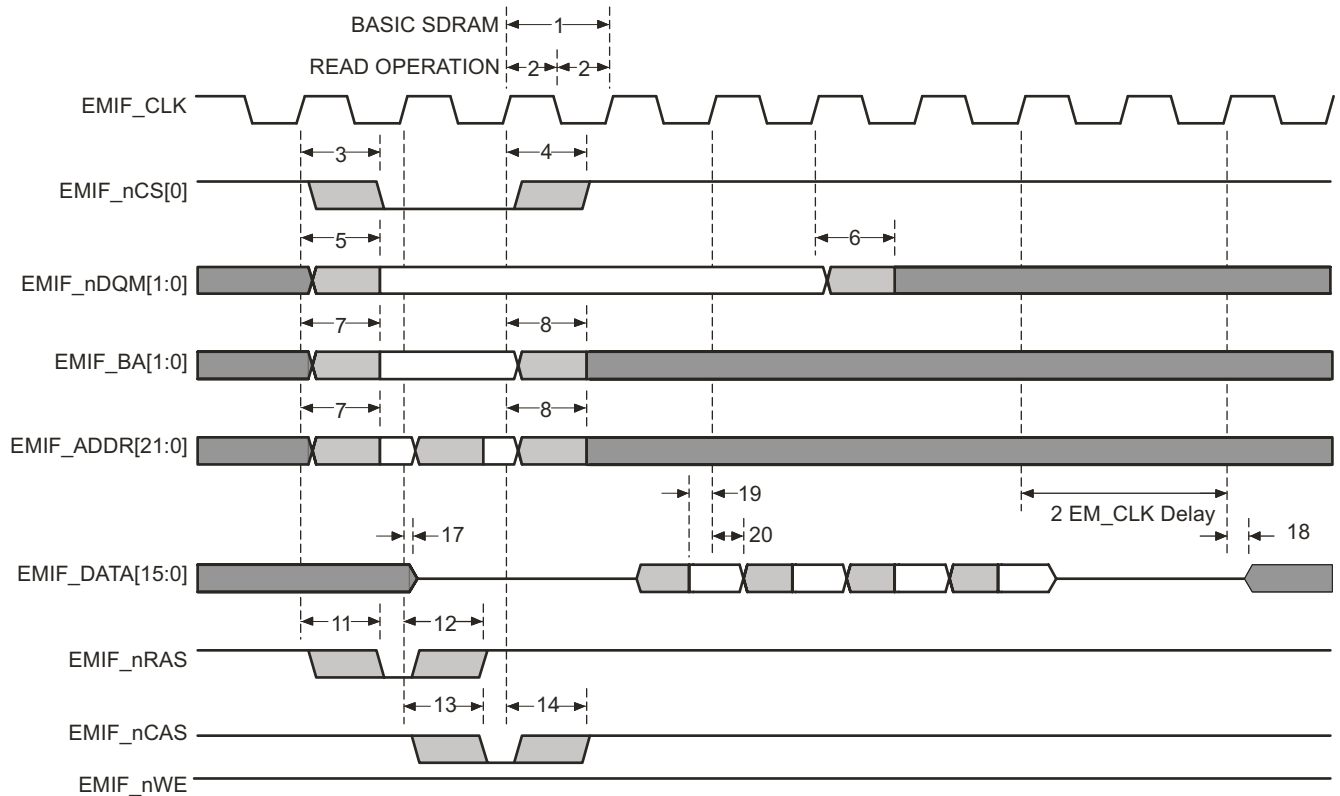 BASIC SDRAM 1
READ OPERATION 2 2
EMIF_CLK
3 4
EMIF_nCS[0]
5 6
EMIF_nDQM[1:0]
7 8
EMIF_BA[1:0]
7 8
EMIF_ADDR[21:0]
19
2 EM_CLK Delay
17 20 18
EMIF_DATA[15:0]
11 12
EMIF_nRAS
13 14
EMIF_nCAS
EMIF_nWE